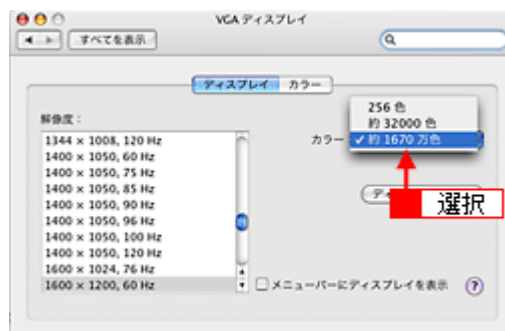 VGA ディスプレイ
すべてを表示
ディスプレイ カラー
解像度：
1344 × 1008, 120 Hz
1400 × 1050, 60 Hz
1400 × 1050, 75 Hz
1400 × 1050, 85 Hz
1400 × 1050, 90 Hz
1400 × 1050, 96 Hz
1400 × 1050, 100 Hz
1400 × 1050, 120 Hz
1600 × 1024, 76 Hz
1600 × 1200, 60 Hz
カラー
256 色
約 32000 色
✓ 約 1670 万色
ディ
選択
メニューバーにディスプレイを表示
?